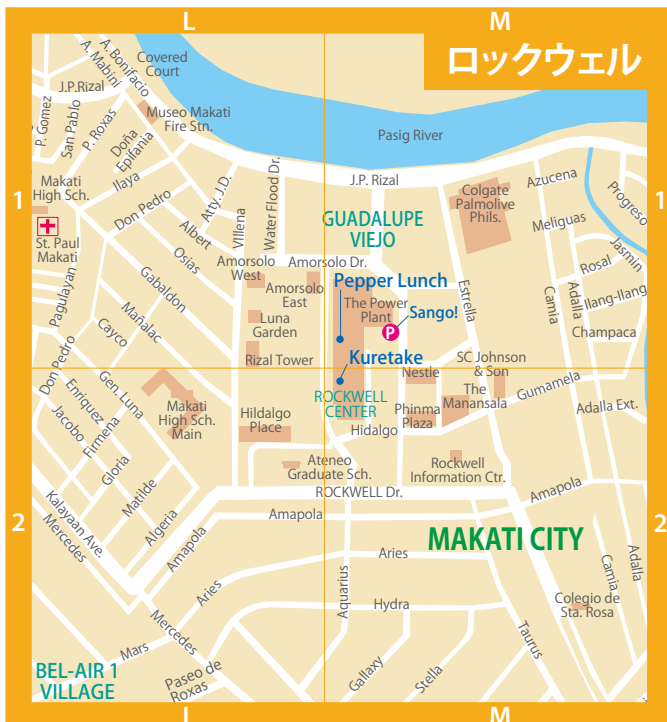 L
M
ロックウェル
Covered
Court
A. Bonifacio
A. Mabini
J.P.Rizal
P. Gomez
San Pablo
P. Roxas
Doña
Epifania
Museo Makati
Fire Stn.
Pasig River
1
Makati
High Sch.
Ilaya
Atty. J.D.
Villena
Water Flood Dr.
J.P. Rizal
Colgate
Palmolive
Phils.
Azucena
Progreso
1
St. Paul
Makati
Don Pedro
Albert
Osias
GUADALUPE
VIEJO
Meliguas
Jasmin
Rosal
Pagulayan
Gabaldon
Amorsolo
West
Amorsolo Dr.
Amorsolo
East
Pepper Lunch
The Power
Plant
P
Sango!
Estrella
Camia
Adalla
Ilang-Ilang
Champaca
Cayco
Mañalac
Luna
Garden
Rizal Tower
Kuretake
Nestle
SC Johnson
& Son
Don Pedro
Gen. Luna
Enriquez
Jacobo
Firmena
Makati
High Sch.
Main
Hildalgo
Place
ROCKWELL
CENTER
Phinma
Plaza
The
Manansala
Gumamela
Adalla Ext.
Hidalgo
Gloria
Matilde
Algeria
Ateneo
Graduate Sch.
Rockwell
Information Ctr.
ROCKWELL Dr.
2
Kalayaan Ave.
Mercedes
Amapola
Amapola
Amapola
MAKATI CITY
2
Aries
Aries
Aquarius
Hydra
Camia
Adalla
Colegio de
Sta. Rosa
Mercedes
Mars
Taurus
BEL-AIR 1
VILLAGE
Paseo de
Roxas
Gallaxy
Stella
L
M